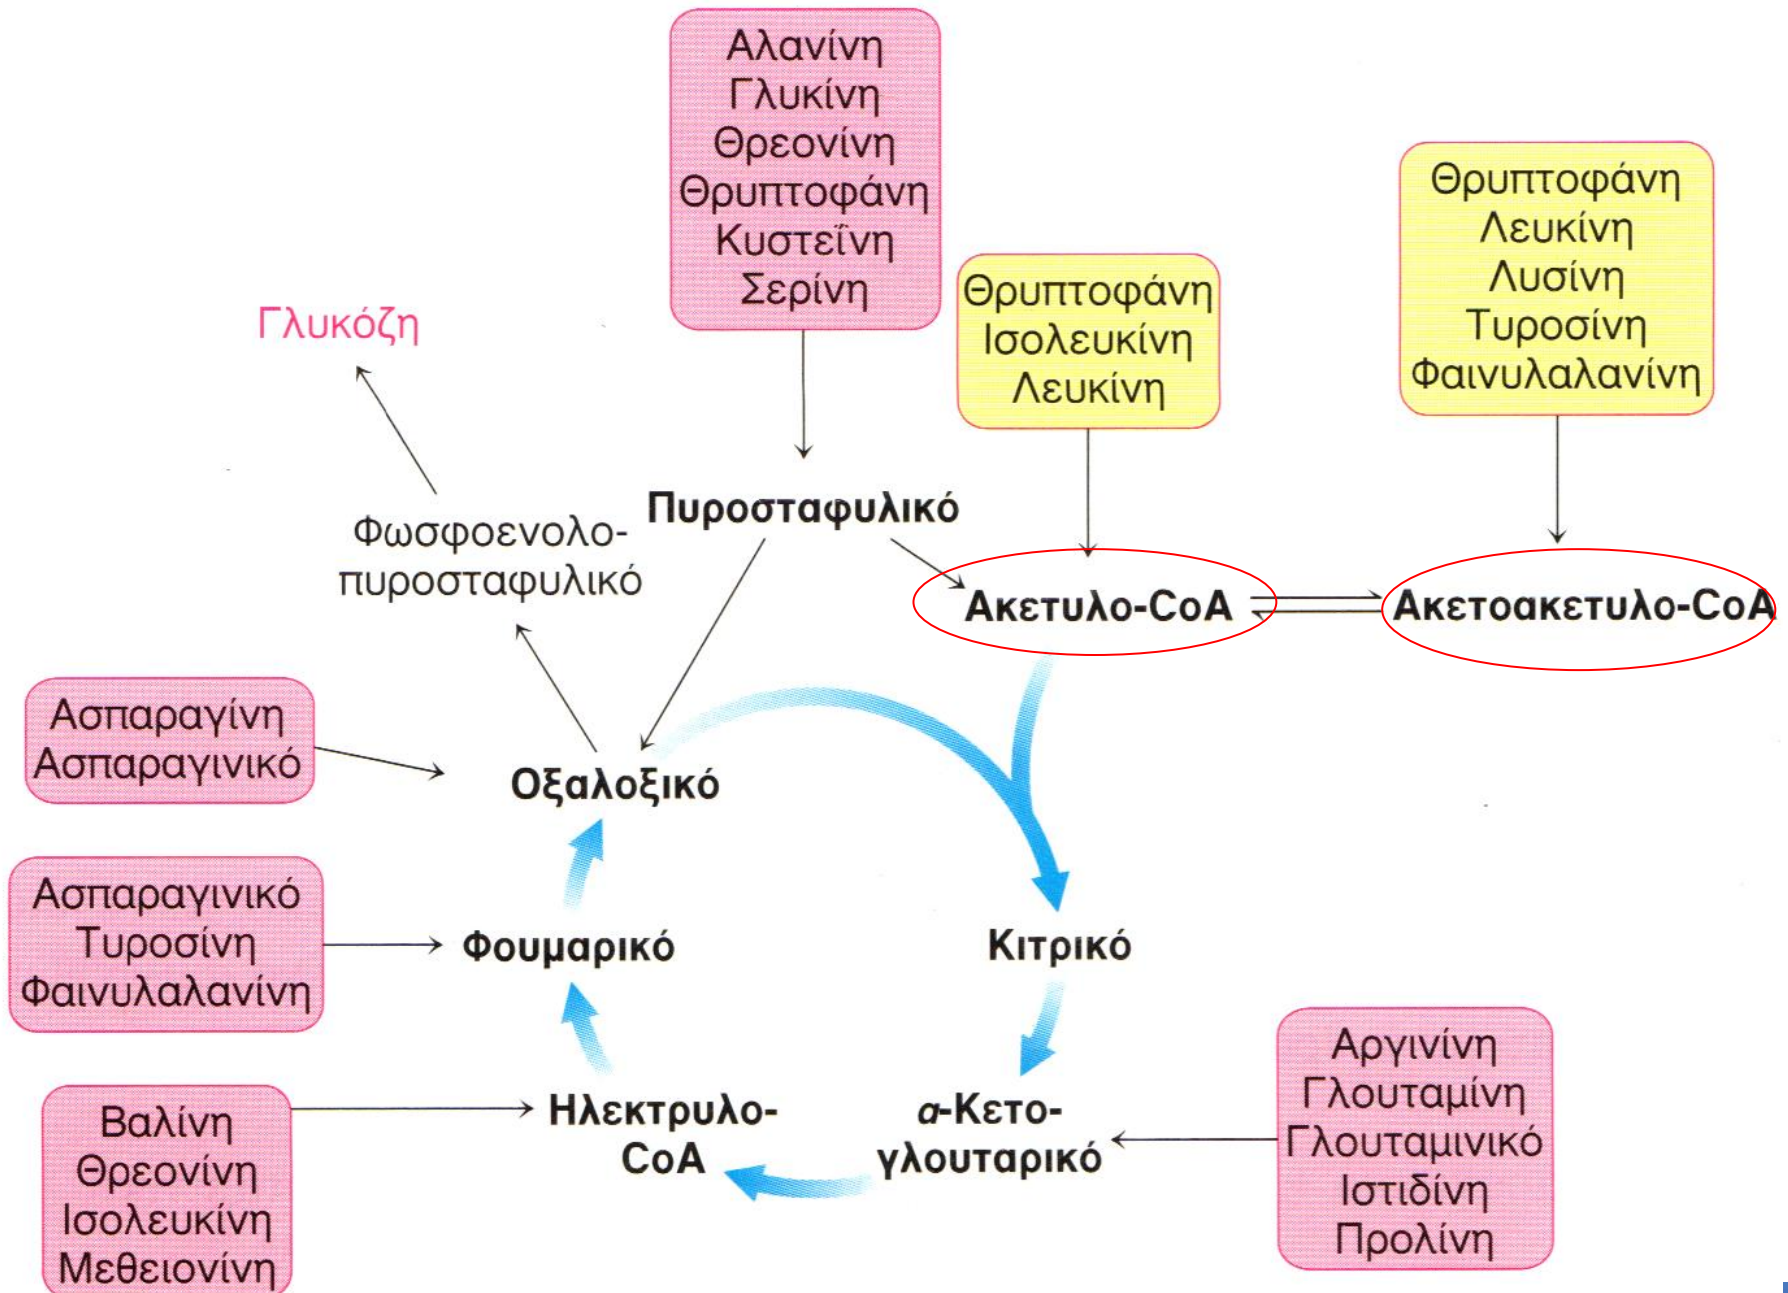 Αλανίνη
Γλυκίνη
Θρεονίνη
Θρυπτοφάνη
Κυστεΐνη
Σερίνη
Θρυπτοφάνη
Ισολευκίνη
Λευκίνη
Θρυπτοφάνη
Λευκίνη
Λυσίνη
Τυροσίνη
Φαινυλαλανίνη
Γλυκόζη
Φωσφοενολο-
πυροσταφυλικό
Πυροσταφυλικό
Ακετυλο-CoA
Ακετοακετυλο-CoA
Ασπαραγίνη
Ασπαραγινικό
Οξαλοξικό
Ασπαραγινικό
Τυροσίνη
Φαινυλαλανίνη
Φουμαρικό
Κιτρικό
Βαλίνη
Θρεονίνη
Ισολευκίνη
Μεθειονίνη
Ηλεκτρυλο-
CoA
α-Κετο-
γλουταρικό
Αργινίνη
Γλουταμίνη
Γλουταμινικό
Ιστιδίνη
Προλίνη